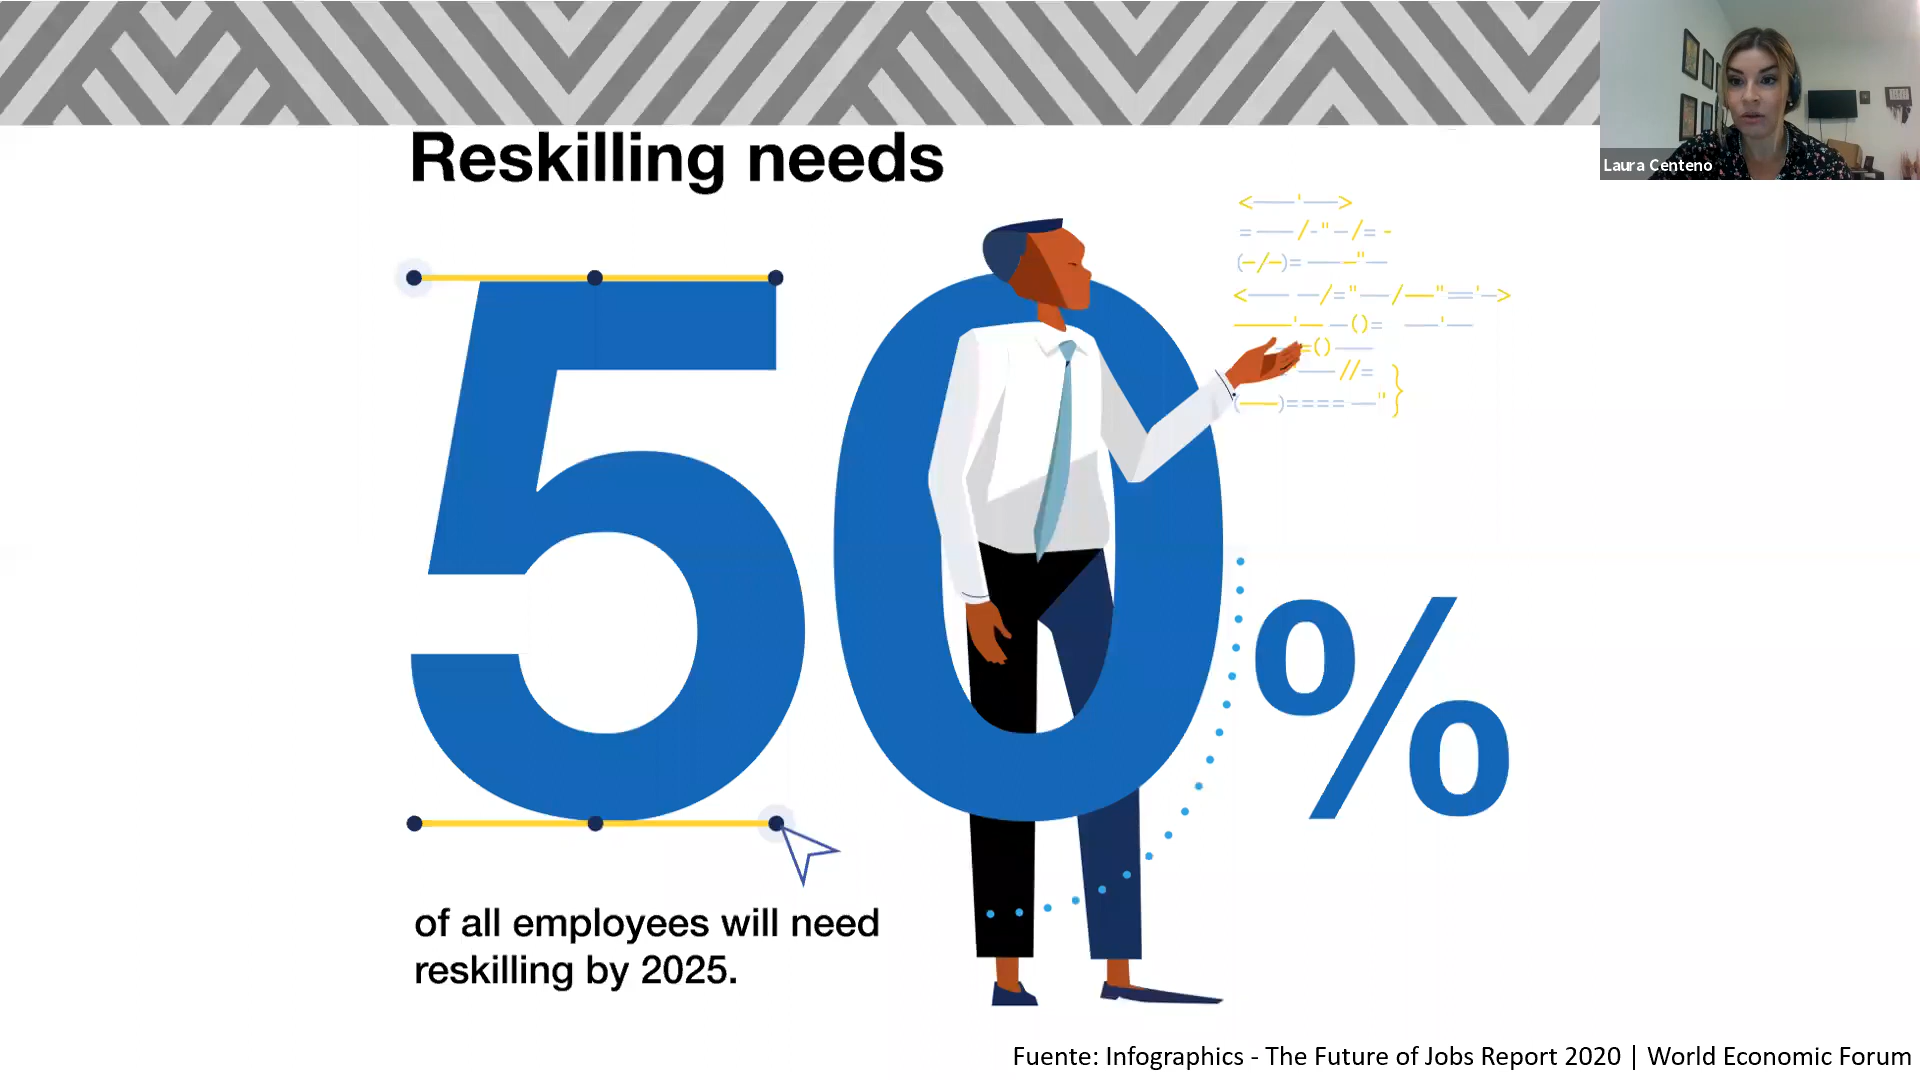 Laura Centeno
Reskilling needs
50%
of all employees will need
reskilling by 2025.
Fuente: Infographics - The Future of Jobs Report 2020 | World Economic Forum